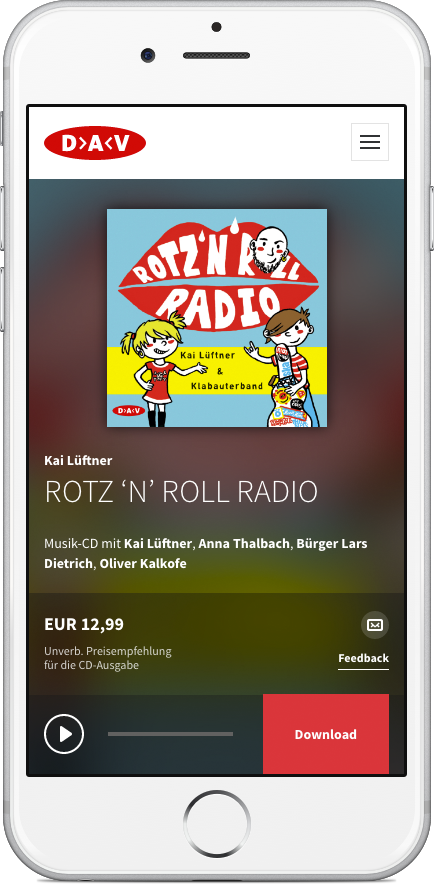 D>A<V
ROTZ'N ROLL
RADIO
Kai Lüftner
&
Klabauterband
D>A<V
Kai Lüftner
ROTZ ‘N’ ROLL RADIO
Musik-CD mit Kai Lüftner, Anna Thalbach, Bürger Lars
Dietrich, Oliver Kalkofe
EUR 12,99
Unverb. Preisempfehlung
für die CD-Ausgabe
Feedback
Download